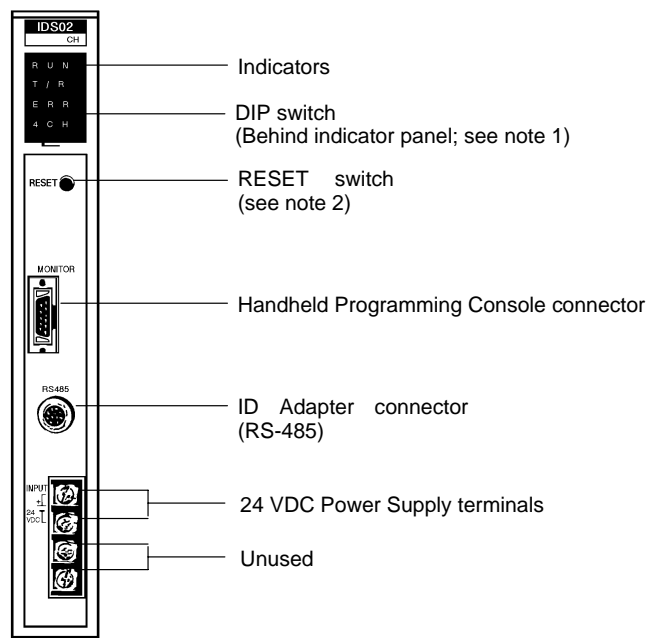 IDS02
CH
R U N
T / R
E R R
4 C H
Indicators
DIP switch
(Behind indicator panel; see note 1)
RESET
RESET switch
(see note 2)
MONITOR
Handheld Programming Console connector
RS485
ID Adapter connector
(RS-485)
INPUT
+
24
VDC
24 VDC Power Supply terminals
Unused